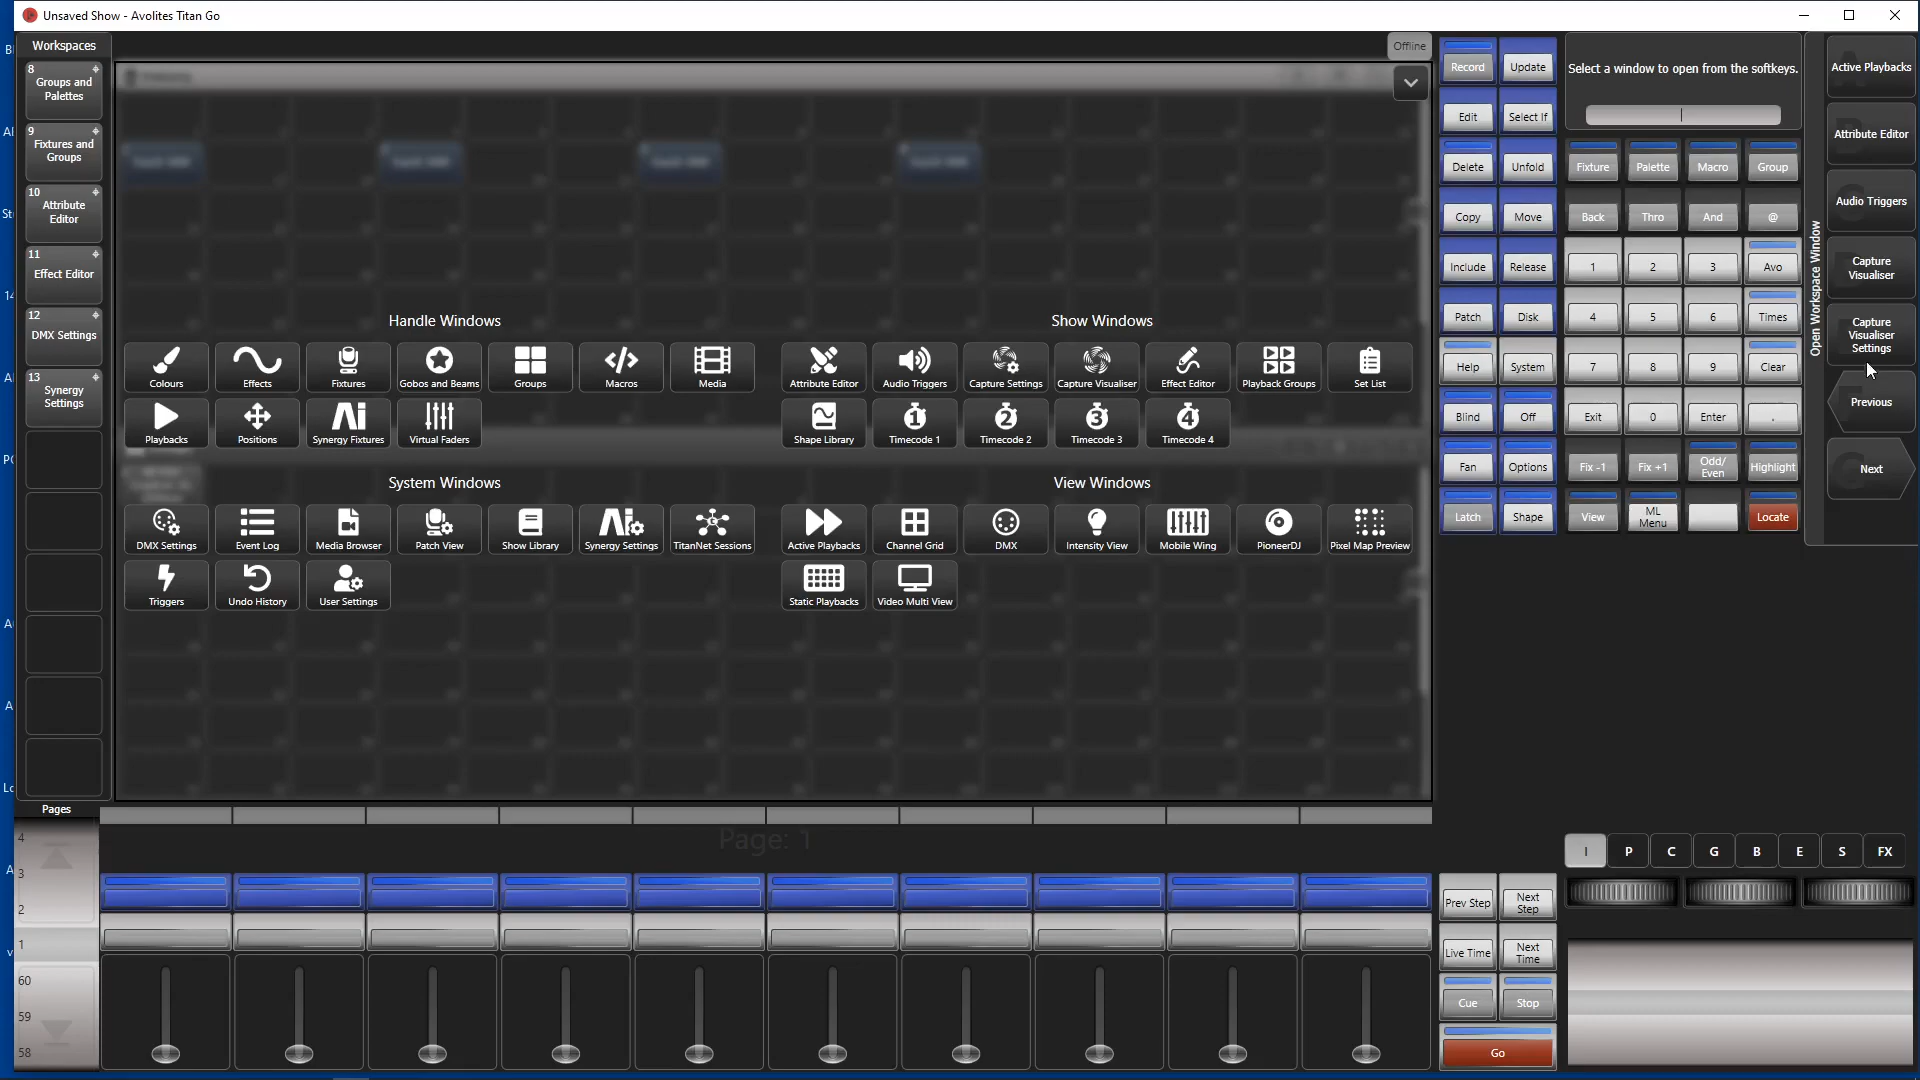 Unsaved Show - Avolites Titan Go
Workspaces
8
Groups and
Palettes
9
Fixtures and
Groups
10
Attribute
Editor
11
Effect Editor
12
DMX Settings
13
Synergy
Settings
Offline
Handle Windows
Colours
Effects
Fixtures
Gobos and Beams
Groups
Macros
Media
Playbacks
Positions
Synergy Fixtures
Virtual Faders
Show Windows
Attribute Editor
Audio Triggers
Capture Settings
Capture Visualiser
Effect Editor
Playback Groups
Set List
Shape Library
1
Timecode 1
2
Timecode 2
3
Timecode 3
4
Timecode 4
System Windows
DMX Settings
Event Log
Media Browser
Patch View
Show Library
Synergy Settings
TitanNet Sessions
Triggers
Undo History
User Settings
View Windows
Active Playbacks
Channel Grid
DMX
Intensity View
Mobile Wing
PioneerDJ
Pixel Map Preview
Static Playbacks
Video Multi View
Record
Update
Edit
Select If
Delete
Unfold
Copy
Move
Include
Release
Patch
Disk
Help
System
Blind
Off
Fan
Options
Latch
Shape
Select a window to open from the softkeys.
Fixture
Palette
Macro
Group
Back
Thro
And
@
1
2
3
Avo
4
5
6
Times
7
8
9
Clear
Exit
0
Enter
.
Fix -1
Fix +1
Odd/
Even
Highlight
View
ML
Menu
Locate
Open Workspace Window
Active Playbacks
Attribute Editor
Audio Triggers
Capture
Visualiser
Capture
Visualiser
Settings
Previous
Next
Pages
4
3
2
1
60
59
58
Page: 1
Prev Step
Next
Step
Live Time
Next
Time
Cue
Stop
Go
I
P
C
G
B
E
S
FX